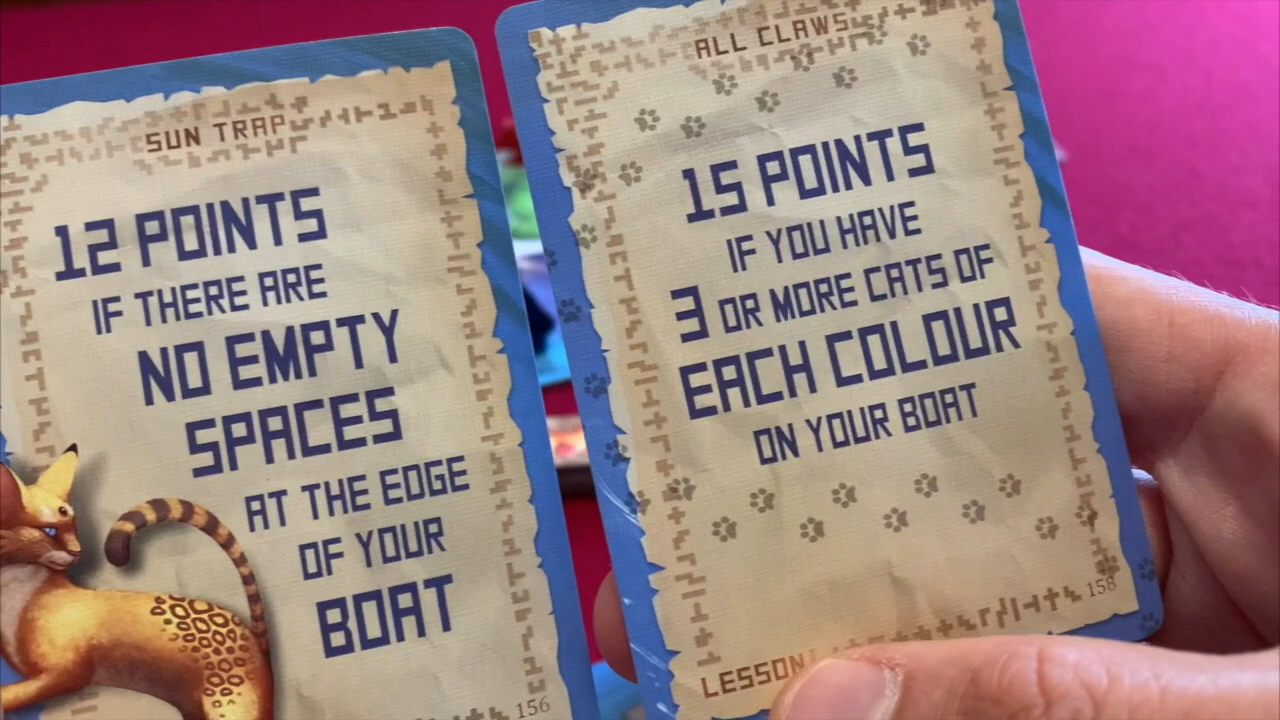 SUN TRAP
12 POINTS
IF THERE ARE
NO EMPTY
SPACES
AT THE EDGE
OF YOUR
BOAT
156
ALL CLAWS
15 POINTS
IF YOU HAVE
3 OR MORE CATS OF
EACH COLOUR
ON YOUR BOAT
158
LESSON